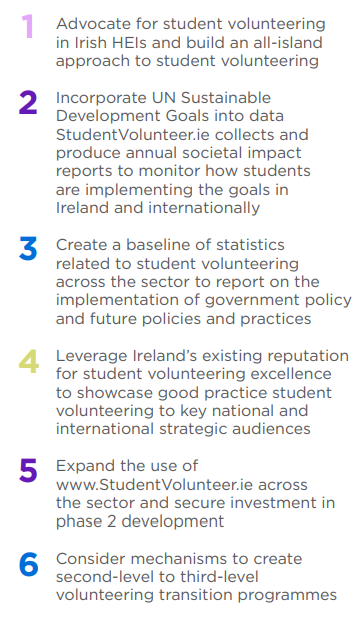 1 Advocate for student volunteering
in Irish HEIs and build an all-island
approach to student volunteering
2 Incorporate UN Sustainable
Development Goals into data
StudentVolunteer.ie collects and
produce annual societal impact
reports to monitor how students
are implementing the goals in
Ireland and internationally
3 Create a baseline of statistics
related to student volunteering
across the sector to report on the
implementation of government policy
and future policies and practices
4 Leverage Ireland’s existing reputation
for student volunteering excellence
to showcase good practice student
volunteering to key national and
international strategic audiences
5 Expand the use of
www.StudentVolunteer.ie across
the sector and secure investment in
phase 2 development
6 Consider mechanisms to create
second-level to third-level
volunteering transition programmes